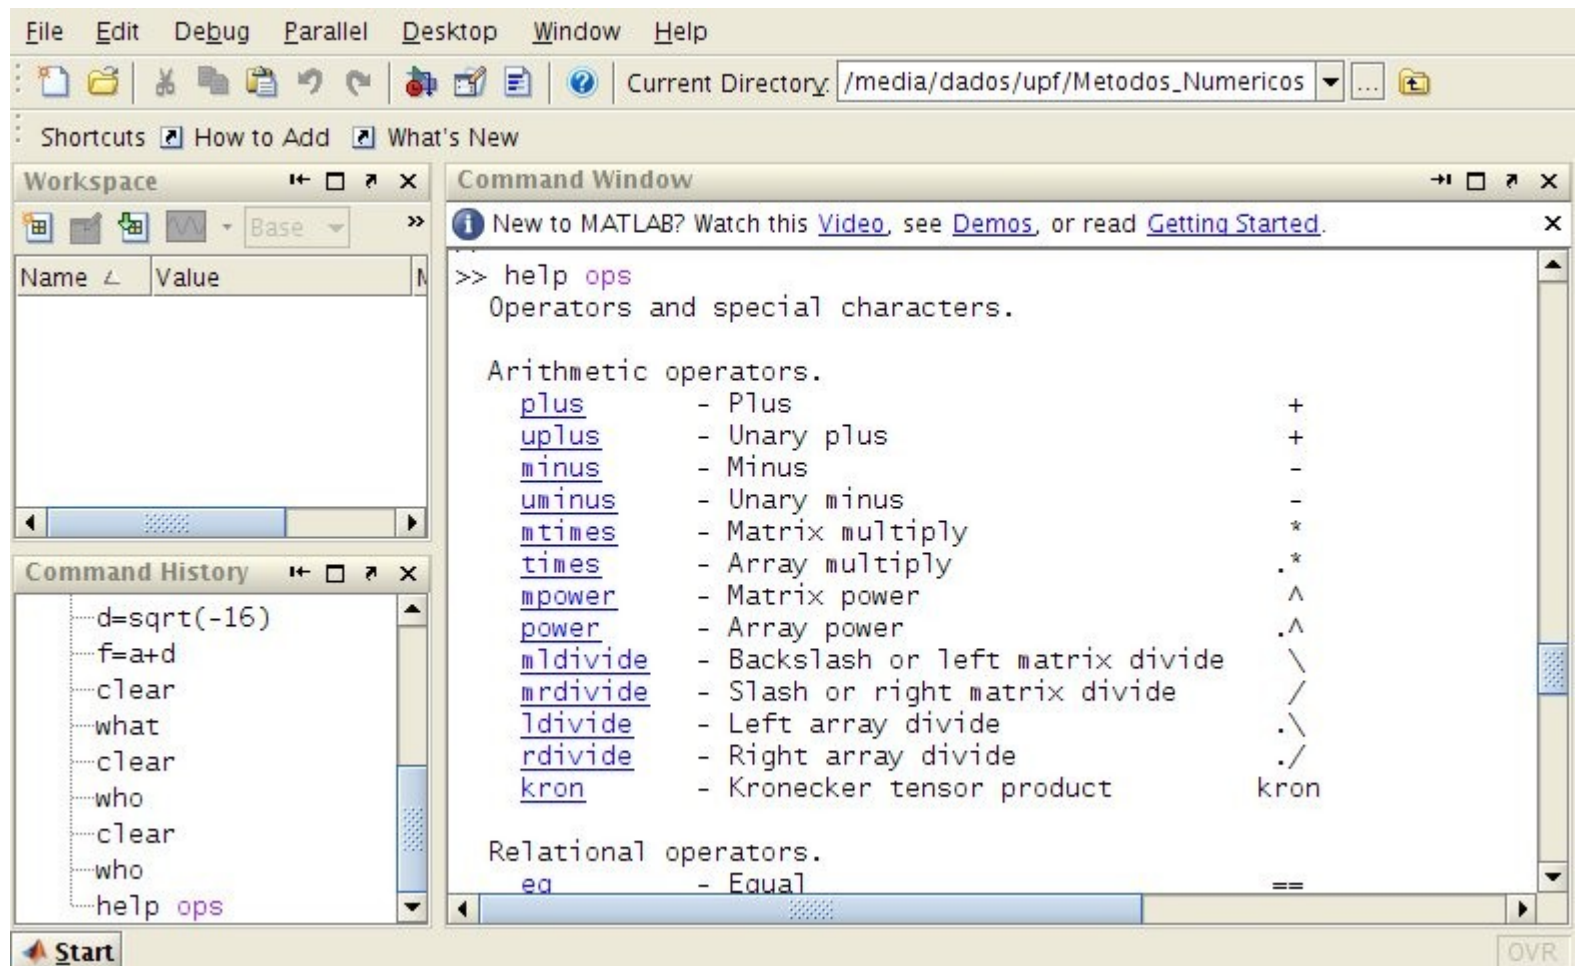 File Edit Debug Parallel Desktop Window Help
Current Directory: /media/dados/upf/Metodos_Numericos ...
Shortcuts How to Add What's New
Workspace
Base »
Name Value M
Command History
d=sqrt(-16)
f=a+d
clear
what
clear
who
clear
who
help ops
Command Window
New to MATLAB? Watch this Video, see Demos, or read Getting Started.
>> help ops
Operators and special characters.
Arithmetic operators.
plus - Plus +
uplus - Unary plus +
minus - Minus -
uminus - Unary minus -
mtimes - Matrix multiply *
times - Array multiply .*
mpower - Matrix power ^
power - Array power .^
mldivide - Backslash or left matrix divide \
mrdivide - Slash or right matrix divide /
ldivide - Left array divide .\
rdivide - Right array divide ./
kron - Kronecker tensor product kron
Relational operators.
eq - Equal ==
Start
OVR